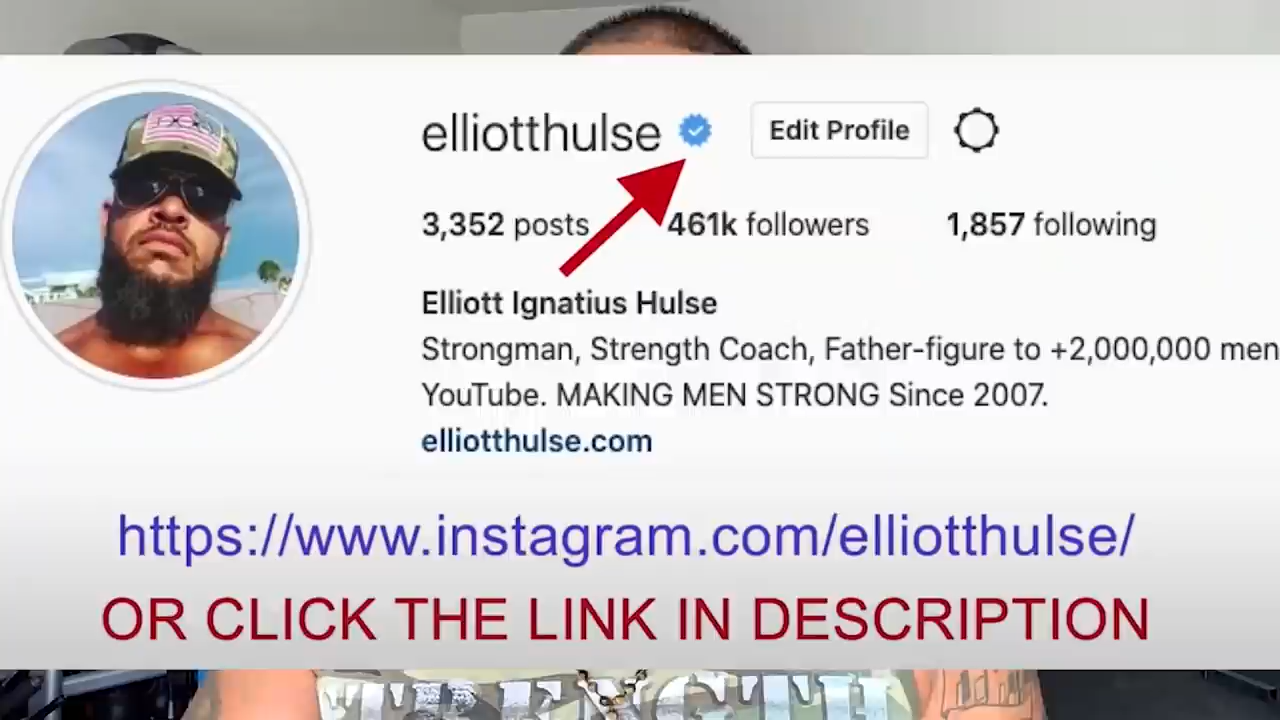 elliotthulse
Edit Profile
3,352 posts
461k followers
1,857 following
Elliott Ignatius Hulse
Strongman, Strength Coach, Father-figure to +2,000,000 men
YouTube. MAKING MEN STRONG Since 2007.
elliotthulse.com
https://www.instagram.com/elliotthulse/
OR CLICK THE LINK IN DESCRIPTION